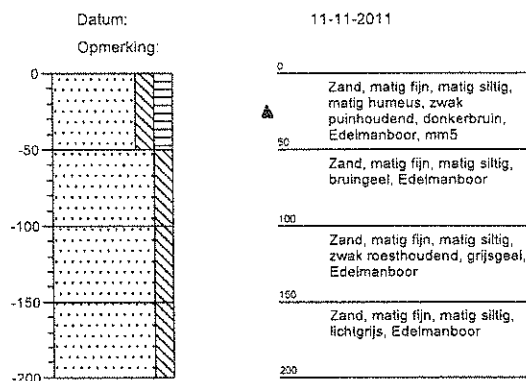 Datum: 11-11-2011
Opmerking:
0
-50
-100
-150
-200
0
Zand, matig fijn, matig siltig,
matig humeus, zwak
puinhoudend, donkerbruin,
Edelmanboor, mm5
50
Zand, matig fijn, matig siltig,
bruingeel, Edelmanboor
100
Zand, matig fijn, matig siltig,
zwak roesthoudend, grijsgeel,
Edelmanboor
150
Zand, matig fijn, matig siltig,
lichtgrijs, Edelmanboor
200